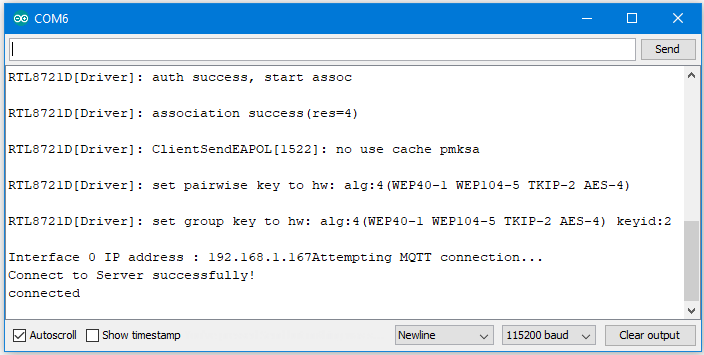 COM6
Send
RTL8721D[Driver]: auth success, start assoc
RTL8721D[Driver]: association success(res=4)
RTL8721D[Driver]: ClientSendEAPOL[1522]: no use cache pmksa
RTL8721D[Driver]: set pairwise key to hw: alg:4(WEP40-1 WEP104-5 TKIP-2 AES-4)
RTL8721D[Driver]: set group key to hw: alg:4(WEP40-1 WEP104-5 TKIP-2 AES-4) keyid:2
Interface 0 IP address : 192.168.1.167Attempting MQTT connection...
Connect to Server successfully!
connected
Autoscroll Show timestamp Newline 115200 baud Clear output